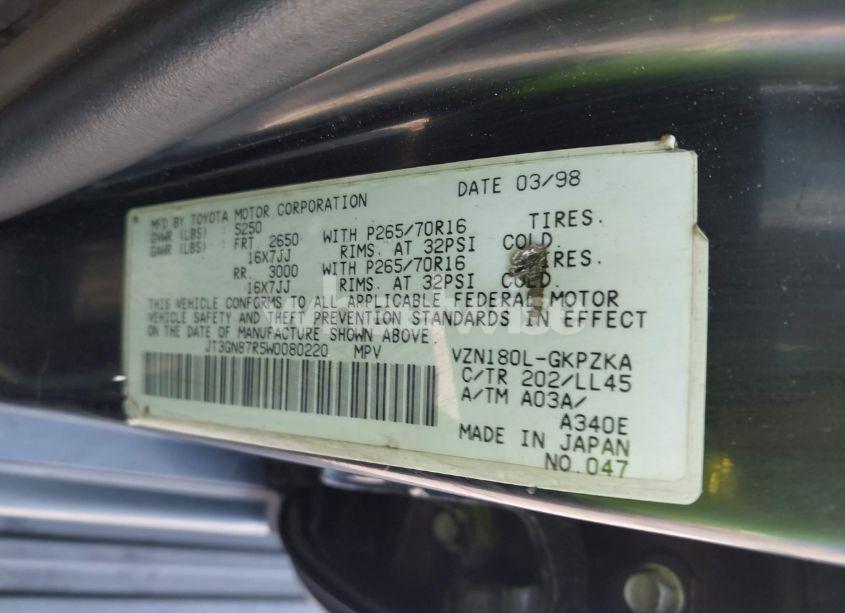 MFD BY TOYOTA MOTOR CORPORATION DATE 03/98
GVWR (LBS) : 5250
GAWR (LBS) : FRT. 2650 WITH P265/70R16 TIRES.
16X7JJ RIMS. AT 32PSI COLD.
RR. 3000 WITH P265/70R16 TIRES.
16X7JJ RIMS. AT 32PSI COLD
THIS VEHICLE CONFORMS TO ALL APPLICABLE FEDERAL MOTOR
VEHICLE SAFETY AND THEFT PREVENTION STANDARDS IN EFFECT
ON THE DATE OF MANUFACTURE SHOWN ABOVE.
JT3GN87R5W0080220 MPV VZN180L-GKPZKA
C/TR 202/LL45
A/TM A03A/
A340E
MADE IN JAPAN
NO. 047